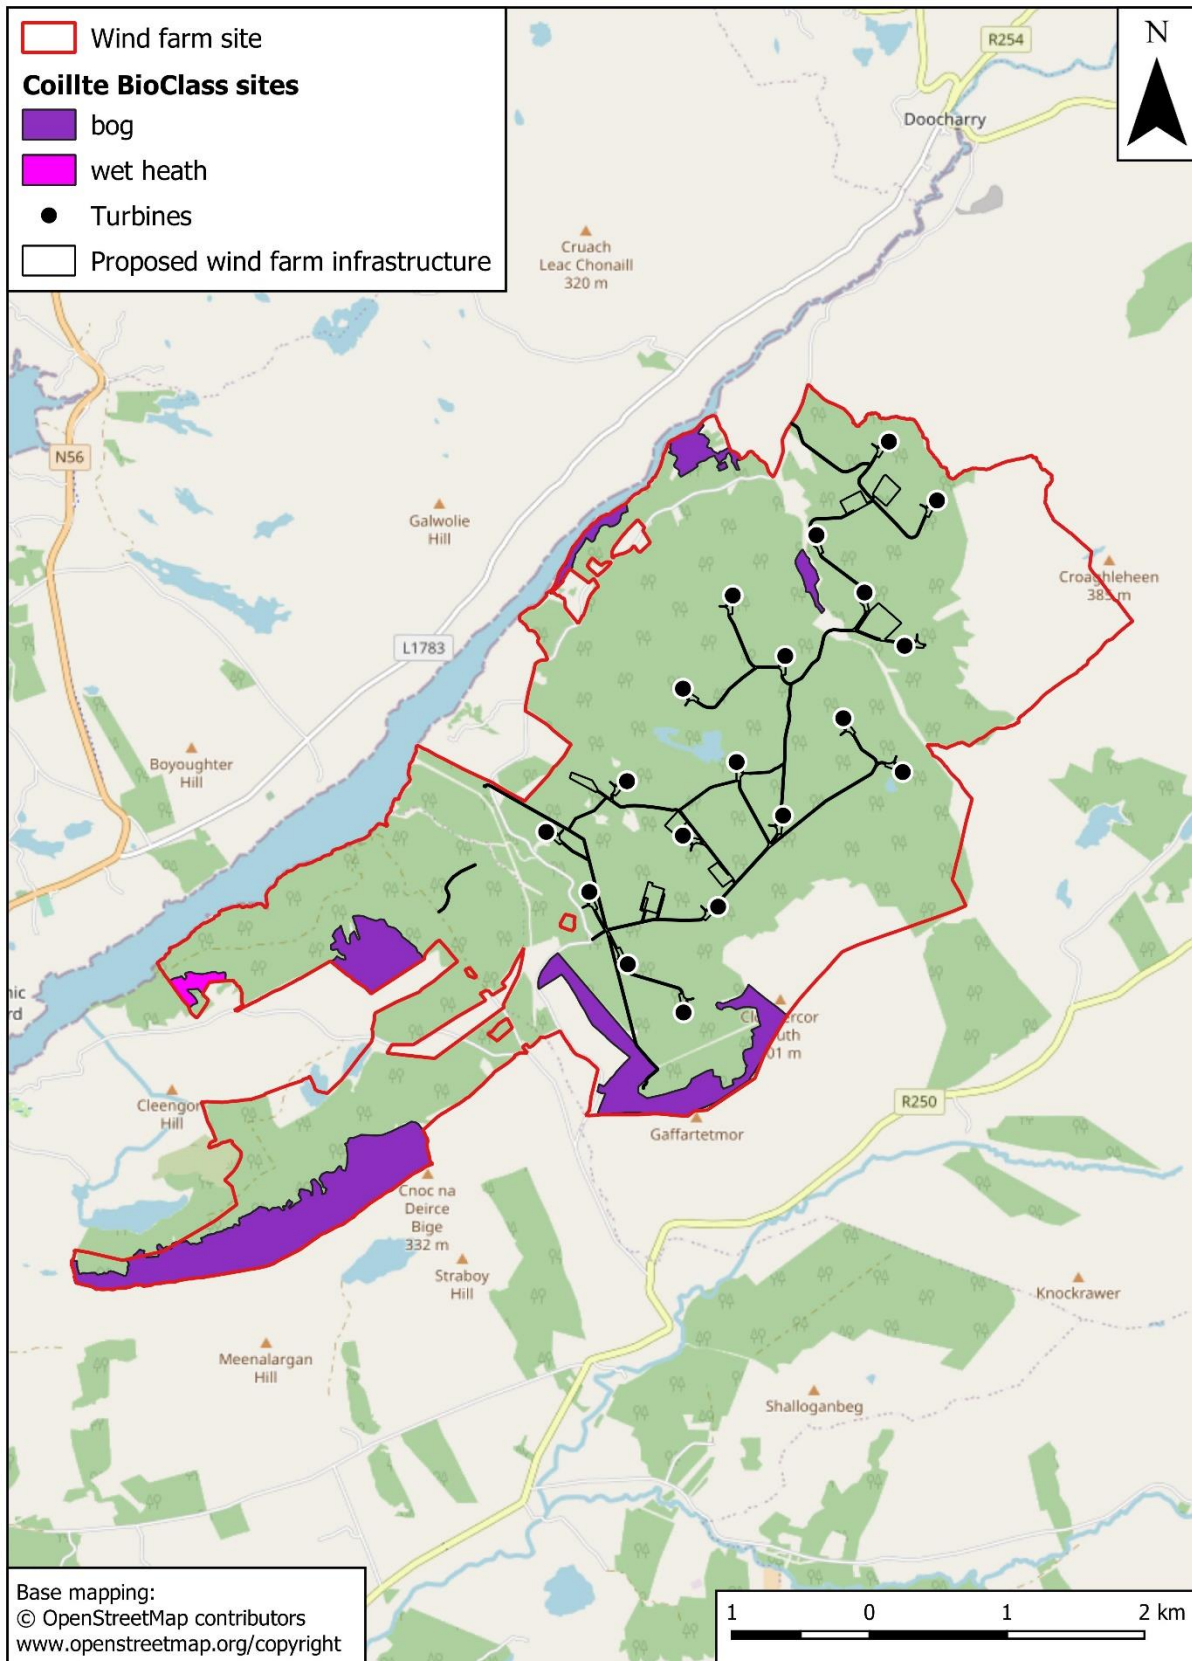 Wind farm site
Coillte BioClass sites
bog
wet heath
Turbines
Proposed wind farm infrastructure
N
R254
Doocharry
Cruach
Leac Chonaill
320 m
N56
Galwolie
Hill
Croaghleheen
385 m
L1783
Boyoughter
Hill
Cleengor
Hill
R250
Gaffartetmor
Cnoc na
Deirce
Bige
332 m
Straboy
Hill
Knockrawer
Meenalargan
Hill
Shalloganbeg
Base mapping:
© OpenStreetMap contributors
www.openstreetmap.org/copyright
1 0 1 2 km